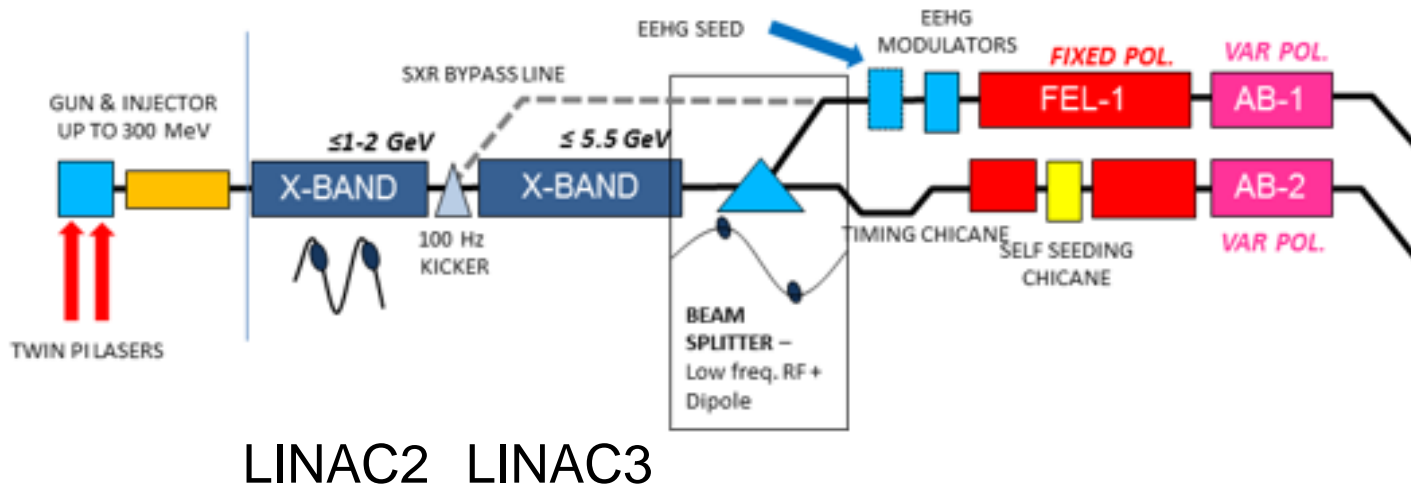 EEHG SEED
EEHG
MODULATORS
SXR BYPASS LINE
FIXED POL.
VAR POL.
GUN & INJECTOR
UP TO 300 MeV
≤1-2 GeV
≤ 5.5 GeV
FEL-1
AB-1
X-BAND
X-BAND
AB-2
100 Hz
KICKER
TIMING CHICANE
SELF SEEDING
CHICANE
VAR POL.
TWIN PI LASERS
BEAM
SPLITTER –
Low freq. RF +
Dipole
LINAC2 LINAC3